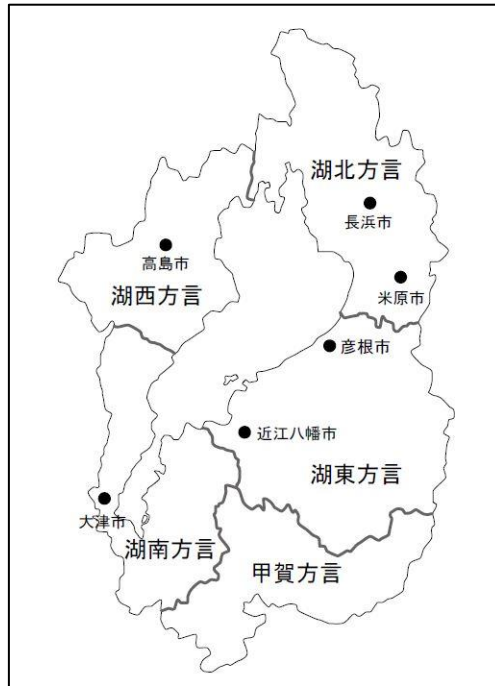 湖北方言
長浜市
高島市
米原市
湖西方言
彦根市
近江八幡市
湖東方言
大津市
湖南方言
甲賀方言